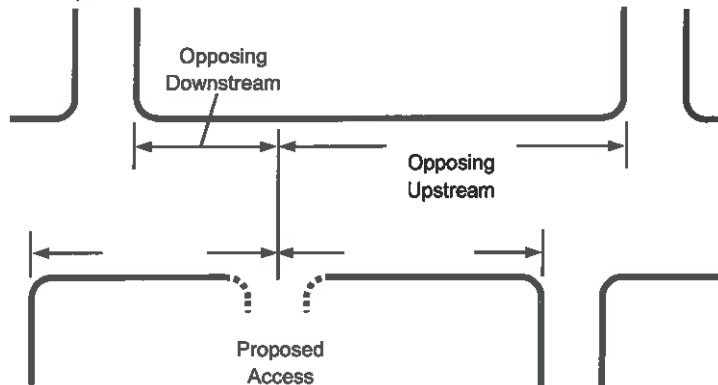 Opposing
Downstream
Opposing
Upstream
Proposed
Access